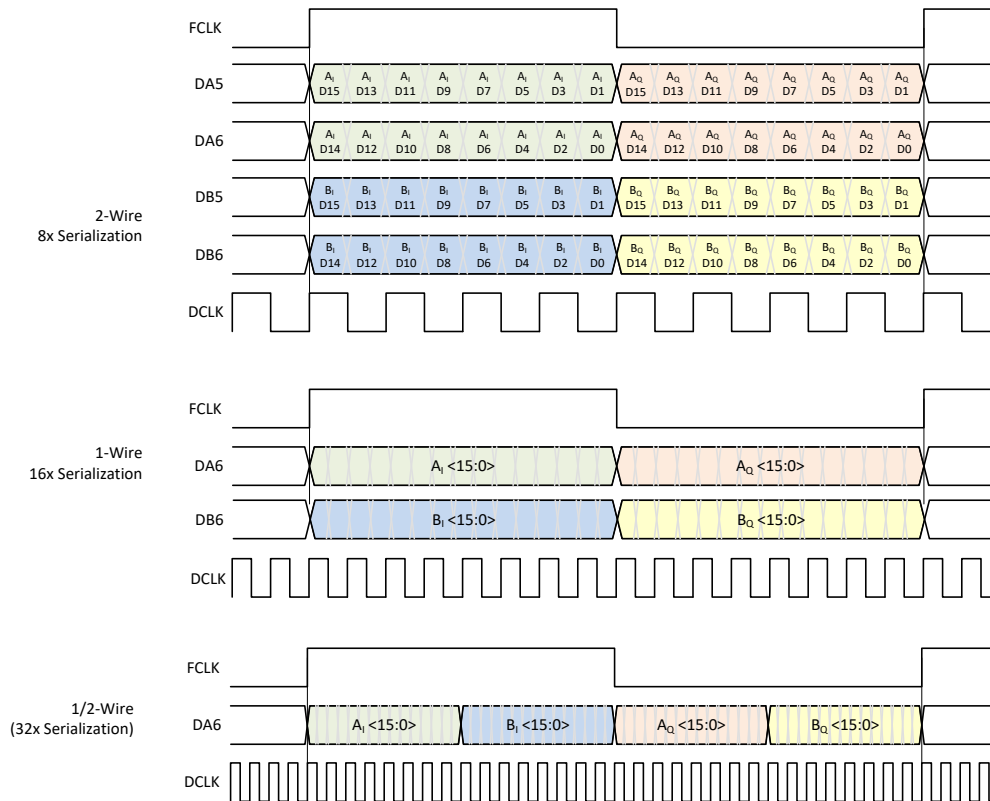 FCLK
DA5
A_I A_I A_I A_I A_I A_I A_I A_I A_Q A_Q A_Q A_Q A_Q A_Q A_Q A_Q
D15 D13 D11 D9 D7 D5 D3 D1 D15 D13 D11 D9 D7 D5 D3 D1
DA6
A_I A_I A_I A_I A_I A_I A_I A_I A_Q A_Q A_Q A_Q A_Q A_Q A_Q A_Q
D14 D12 D10 D8 D6 D4 D2 D0 D14 D12 D10 D8 D6 D4 D2 D0
2-Wire
8x Serialization
DB5
B_I B_I B_I B_I B_I B_I B_I B_I B_Q B_Q B_Q B_Q B_Q B_Q B_Q B_Q
D15 D13 D11 D9 D7 D5 D3 D1 D15 D13 D11 D9 D7 D5 D3 D1
DB6
B_I B_I B_I B_I B_I B_I B_I B_I B_Q B_Q B_Q B_Q B_Q B_Q B_Q B_Q
D14 D12 D10 D8 D6 D4 D2 D0 D14 D12 D10 D8 D6 D4 D2 D0
DCLK
FCLK
1-Wire
16x Serialization
DA6
A_I <15:0> A_Q <15:0>
DB6
B_I <15:0> B_Q <15:0>
DCLK
FCLK
1/2-Wire
(32x Serialization)
DA6
A_I <15:0> B_I <15:0> A_Q <15:0> B_Q <15:0>
DCLK